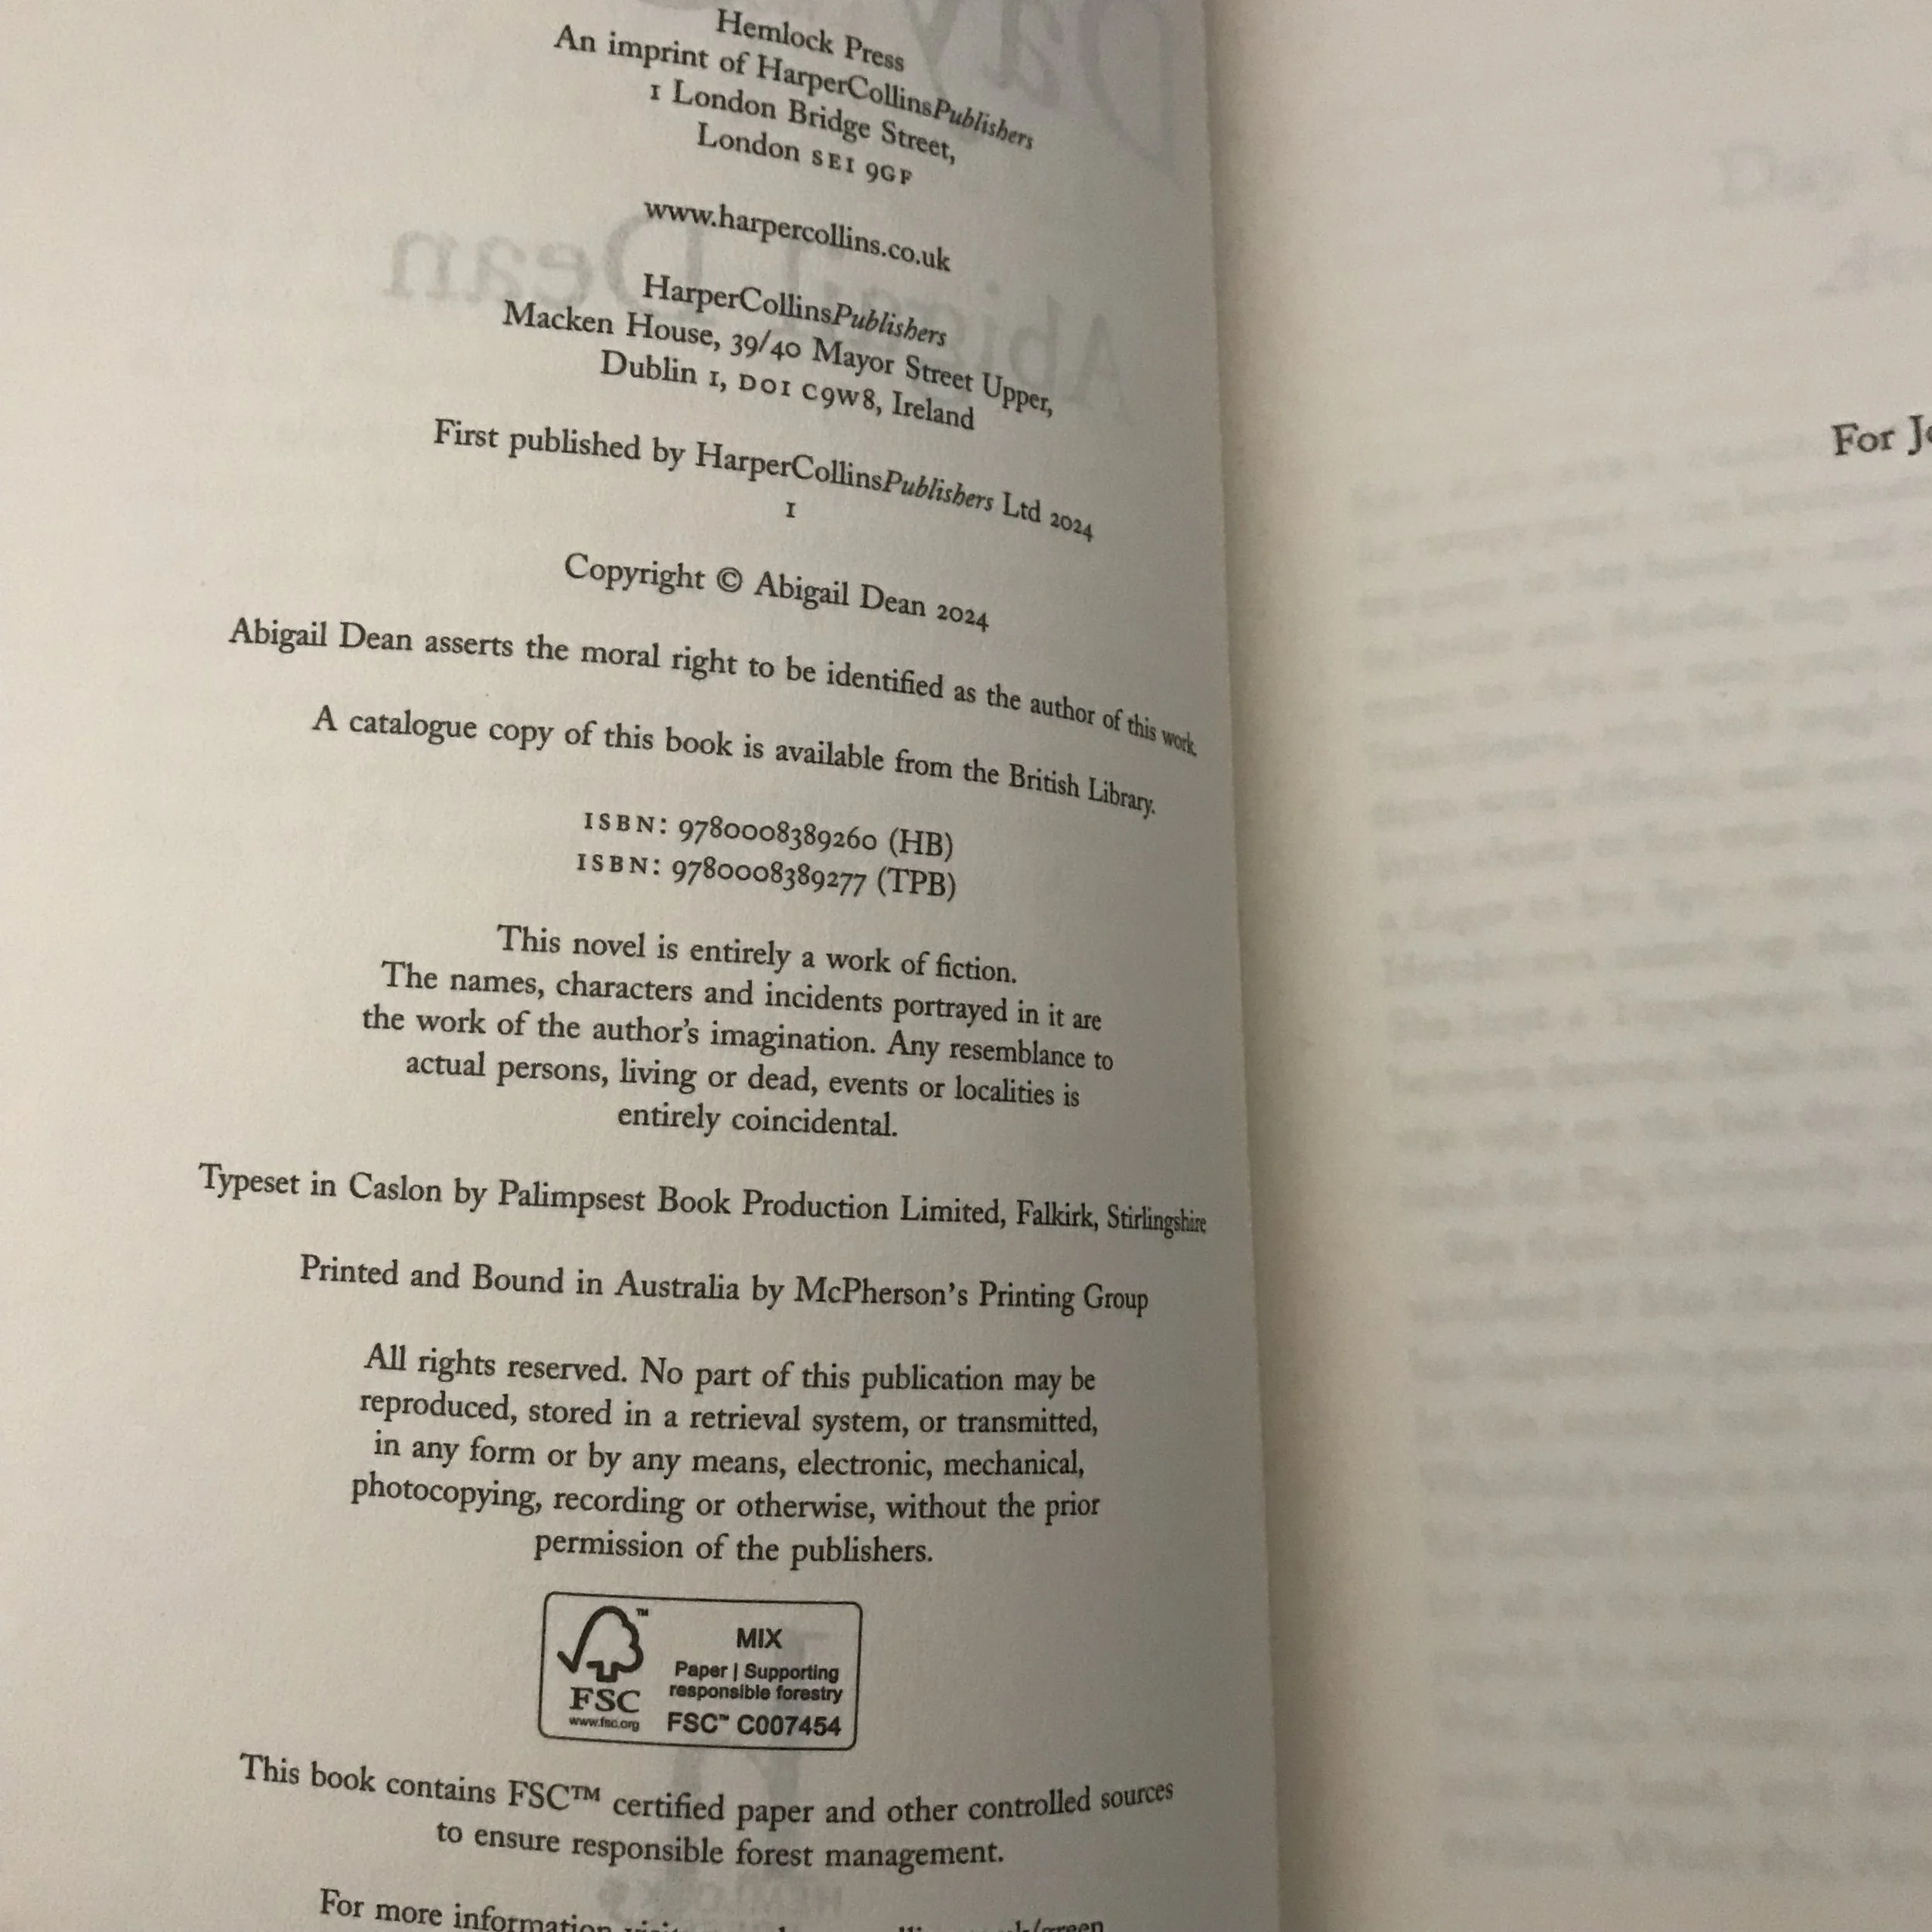 Hemlock Press
An imprint of HarperCollinsPublishers
1 London Bridge Street,
London SE1 9GF
www.harpercollins.co.uk
HarperCollinsPublishers
Macken House, 39/40 Mayor Street Upper,
Dublin 1, D01 C9W8, Ireland
First published by HarperCollinsPublishers Ltd 2024
1
Copyright © Abigail Dean 2024
Abigail Dean asserts the moral right to be identified as the author of this work.
A catalogue copy of this book is available from the British Library.
ISBN: 9780008389260 (HB)
ISBN: 9780008389277 (TPB)
This novel is entirely a work of fiction.
The names, characters and incidents portrayed in it are
the work of the author's imagination. Any resemblance to
actual persons, living or dead, events or localities is
entirely coincidental.
Typeset in Caslon by Palimpsest Book Production Limited, Falkirk, Stirlingshire
Printed and Bound in Australia by McPherson's Printing Group
All rights reserved. No part of this publication may be
reproduced, stored in a retrieval system, or transmitted,
in any form or by any means, electronic, mechanical,
photocopying, recording or otherwise, without the prior
permission of the publishers.
FSC
www.fsc.org
MIX
Paper | Supporting
responsible forestry
FSC™ C007454
This book contains FSC™ certified paper and other controlled sources
to ensure responsible forest management.
For more information
For